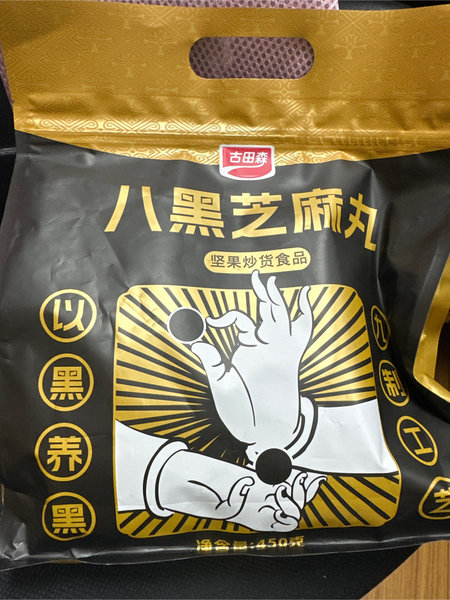 古田森
八黑芝麻丸
坚果炒货食品
以黑养黑
九制工艺
净含量:450克